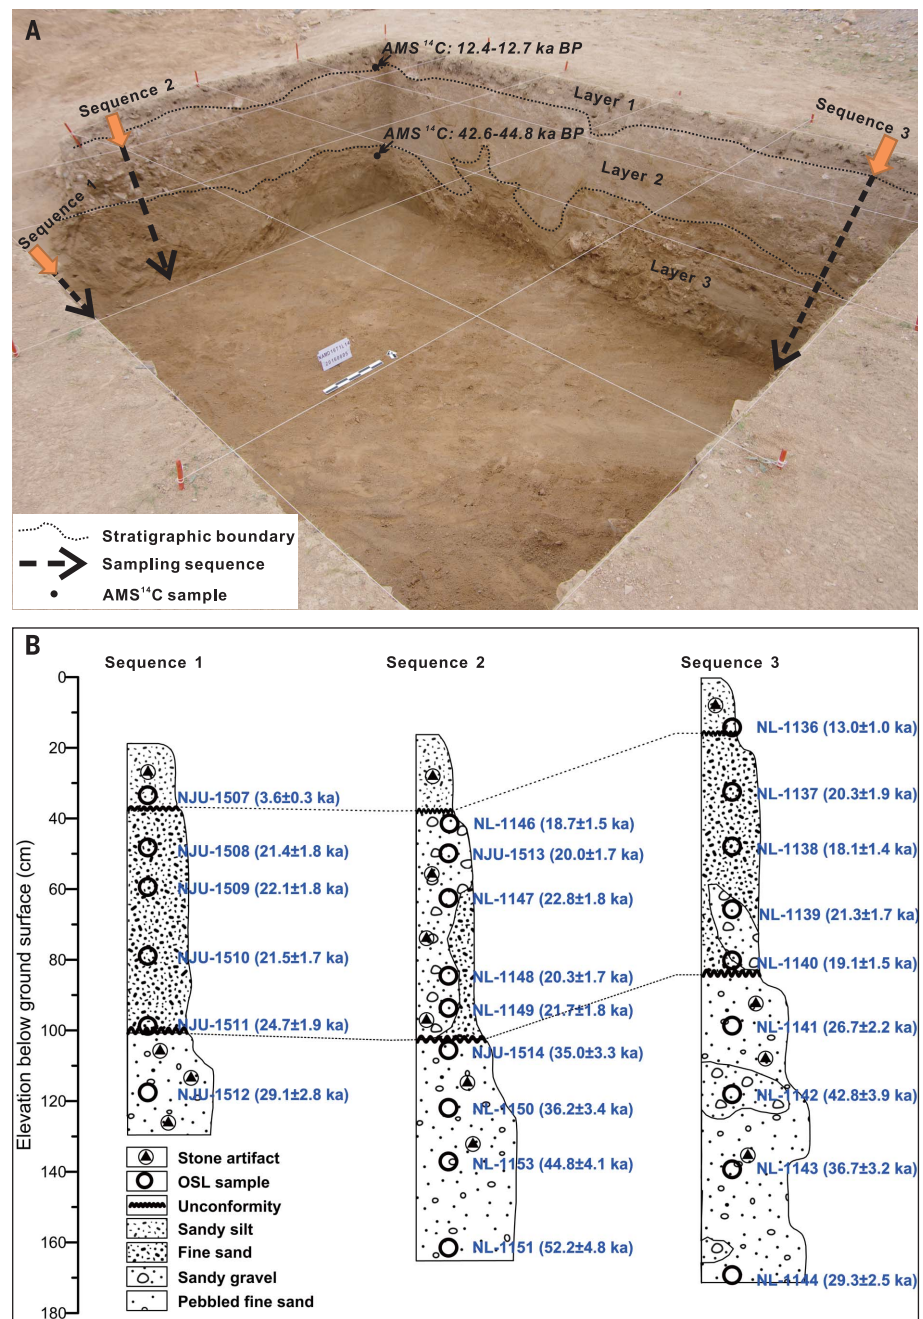 A
AMS ¹⁴C: 12.4-12.7 ka BP
Sequence 2
Layer 1
Sequence 3
AMS ¹⁴C: 42.6-44.8 ka BP
Layer 2
Sequence 1
Layer 3
Stratigraphic boundary
Sampling sequence
AMS¹⁴C sample
B
Sequence 1
Sequence 2
Sequence 3
Elevation below ground surface (cm)
0
20
40
60
80
100
120
140
160
180
NJU-1507 (3.6±0.3 ka)
NJU-1508 (21.4±1.8 ka)
NJU-1509 (22.1±1.8 ka)
NJU-1510 (21.5±1.7 ka)
NJU-1511 (24.7±1.9 ka)
NJU-1512 (29.1±2.8 ka)
NL-1146 (18.7±1.5 ka)
NJU-1513 (20.0±1.7 ka)
NL-1147 (22.8±1.8 ka)
NL-1148 (20.3±1.7 ka)
NL-1149 (21.7±1.8 ka)
NJU-1514 (35.0±3.3 ka)
NL-1150 (36.2±3.4 ka)
NL-1153 (44.8±4.1 ka)
NL-1151 (52.2±4.8 ka)
NL-1136 (13.0±1.0 ka)
NL-1137 (20.3±1.9 ka)
NL-1138 (18.1±1.4 ka)
NL-1139 (21.3±1.7 ka)
NL-1140 (19.1±1.5 ka)
NL-1141 (26.7±2.2 ka)
NL-1142 (42.8±3.9 ka)
NL-1143 (36.7±3.2 ka)
NL-1144 (29.3±2.5 ka)
Stone artifact
OSL sample
Unconformity
Sandy silt
Fine sand
Sandy gravel
Pebbled fine sand